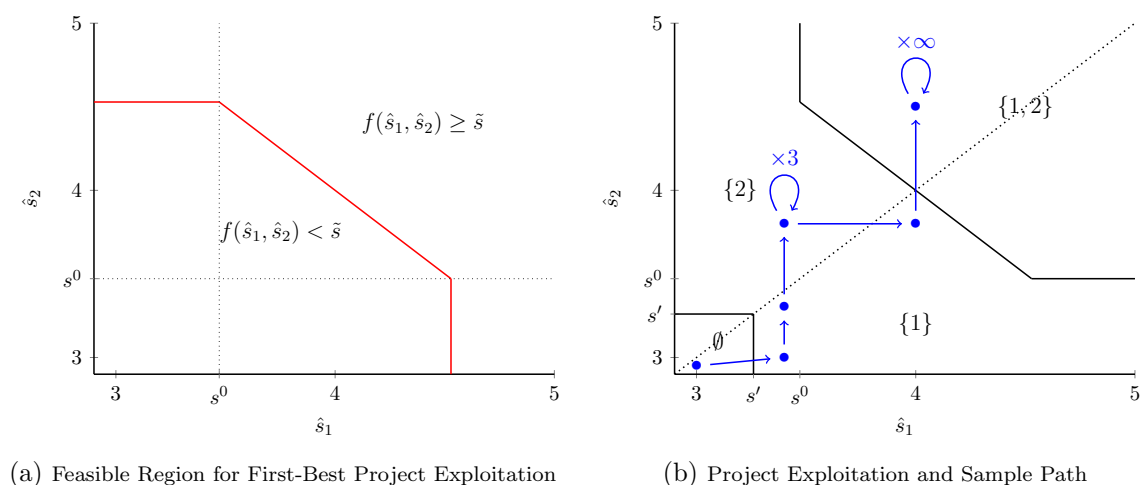 5
f(ŝ₁, ŝ₂) ≥ s̃
4
ŝ₂
f(ŝ₁, ŝ₂) < s̃
s⁰
3
3
s⁰
4
5
ŝ₁
(a) Feasible Region for First-Best Project Exploitation
5
×∞
{1, 2}
×3
4
{2}
ŝ₂
s⁰
s′
{1}
∅
3
3
s′
s⁰
4
5
ŝ₁
(b) Project Exploitation and Sample Path